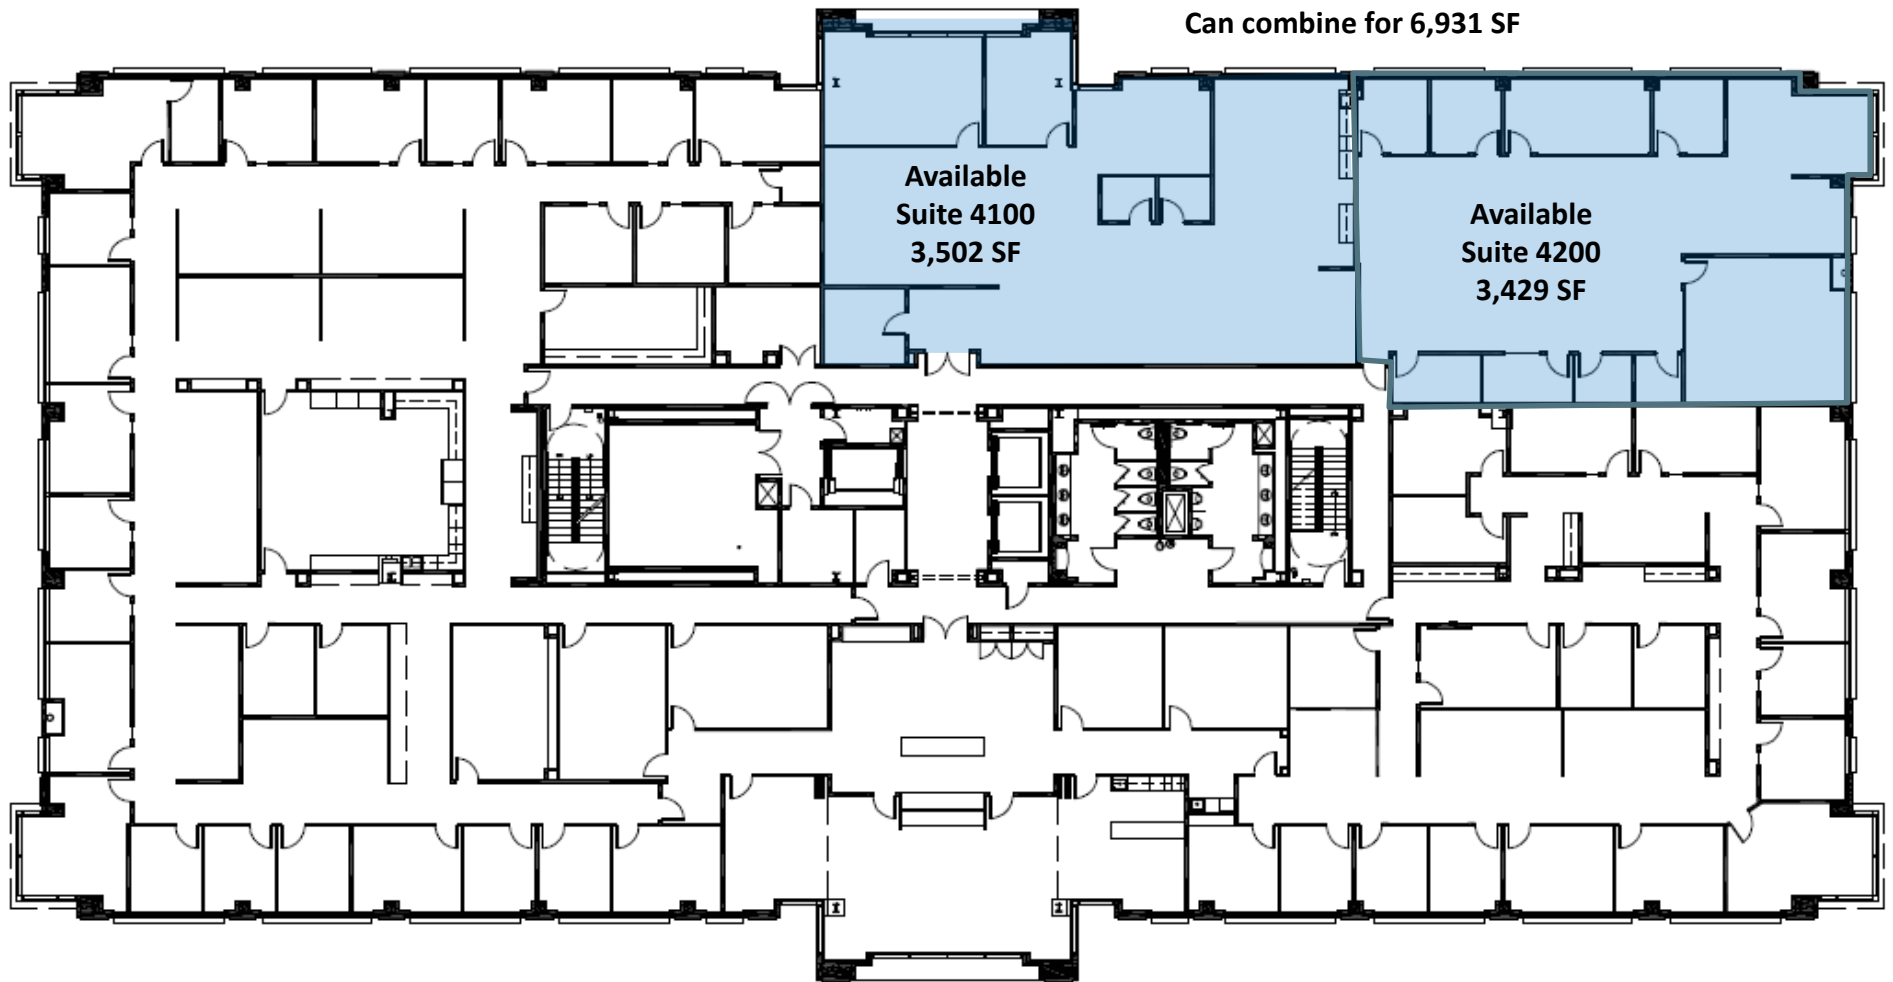 Can combine for 6,931 SF
Available
Suite 4100
3,502 SF
Available
Suite 4200
3,429 SF